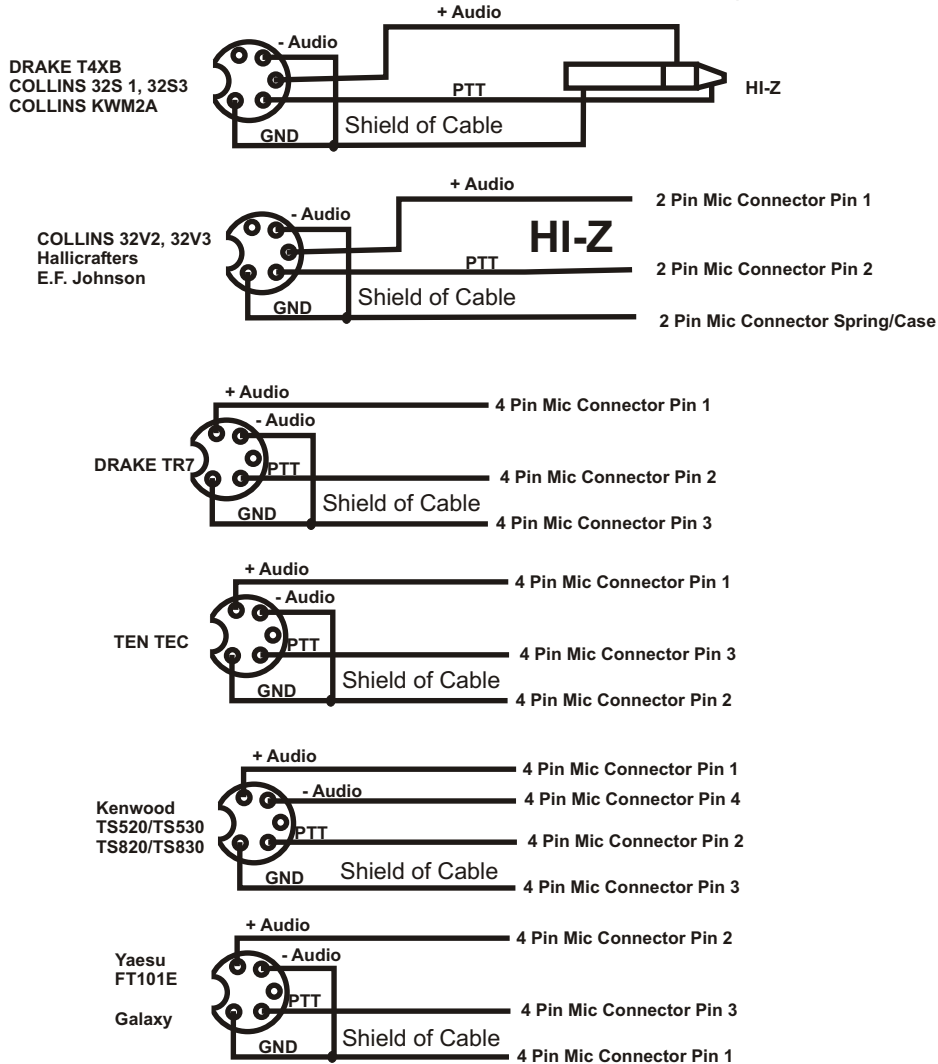 + Audio
- Audio
DRAKE T4XB
COLLINS 32S 1, 32S3
COLLINS KWM2A
PTT
HI-Z
GND
Shield of Cable
+ Audio
- Audio
2 Pin Mic Connector Pin 1
COLLINS 32V2, 32V3
Hallicrafters
E.F. Johnson
HI-Z
PTT
2 Pin Mic Connector Pin 2
GND
Shield of Cable
2 Pin Mic Connector Spring/Case
+ Audio
4 Pin Mic Connector Pin 1
- Audio
DRAKE TR7
PTT
4 Pin Mic Connector Pin 2
GND
Shield of Cable
4 Pin Mic Connector Pin 3
+ Audio
4 Pin Mic Connector Pin 1
- Audio
TEN TEC
PTT
4 Pin Mic Connector Pin 3
GND
Shield of Cable
4 Pin Mic Connector Pin 2
+ Audio
4 Pin Mic Connector Pin 1
- Audio
4 Pin Mic Connector Pin 4
Kenwood
TS520/TS530
TS820/TS830
PTT
4 Pin Mic Connector Pin 2
GND
Shield of Cable
4 Pin Mic Connector Pin 3
+ Audio
4 Pin Mic Connector Pin 2
- Audio
Yaesu
FT101E
Galaxy
PTT
4 Pin Mic Connector Pin 3
GND
Shield of Cable
4 Pin Mic Connector Pin 1